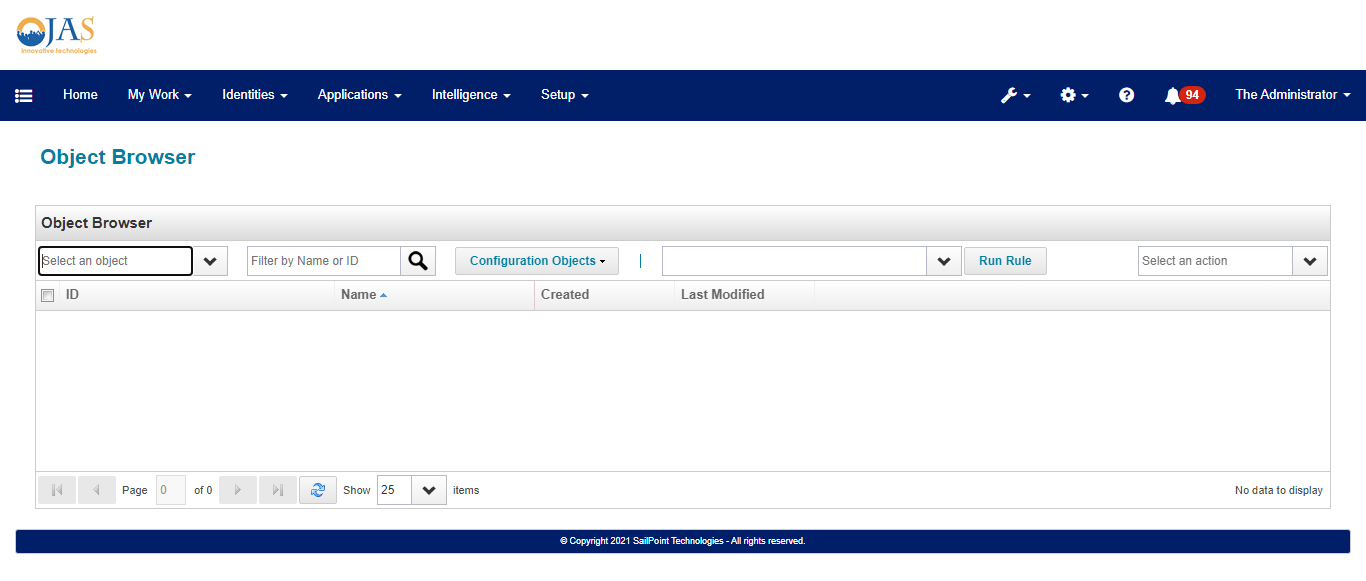 OJAS
innovative technologies
Home My Work Identities Applications Intelligence Setup 94 The Administrator
Object Browser
Object Browser
Select an object Filter by Name or ID Configuration Objects | Run Rule Select an action
ID Name Created Last Modified
Page 0 of 0 Show 25 items No data to display
© Copyright 2021 SailPoint Technologies - All rights reserved.